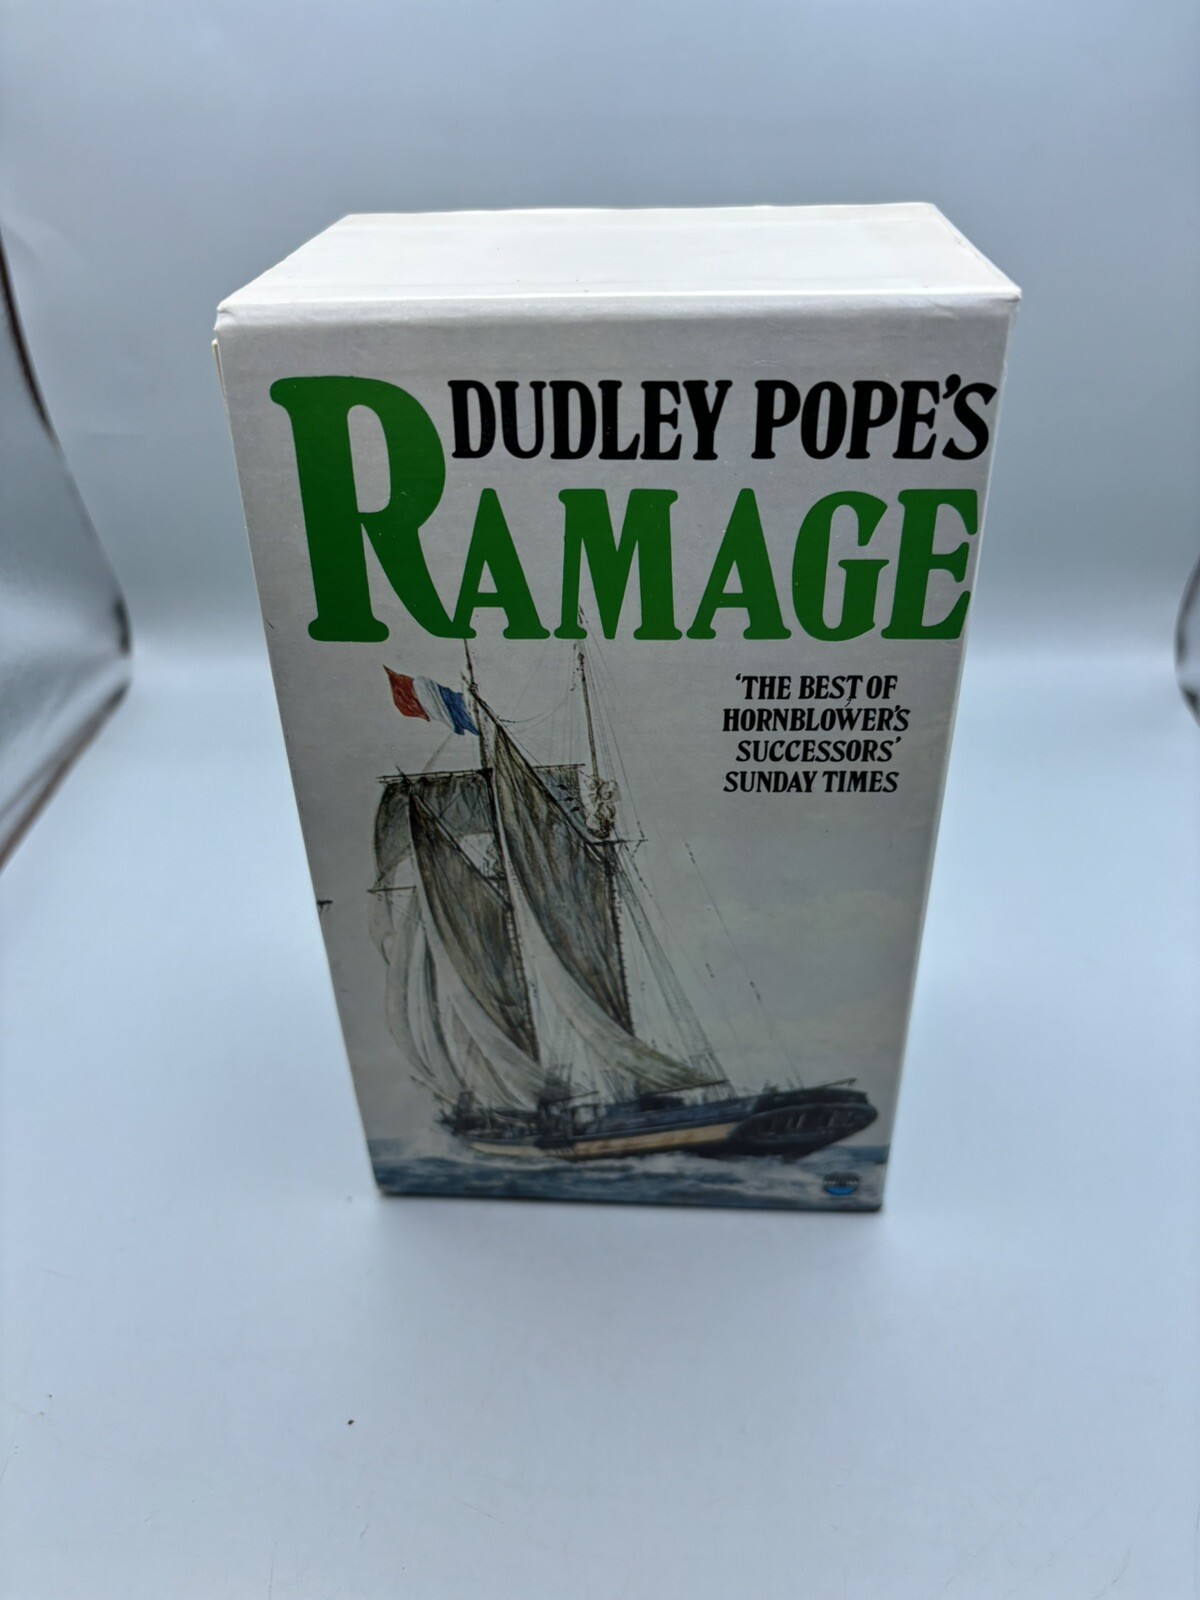 DUDLEY POPE'S
RAMAGE
'THE BEST OF
HORNBLOWER'S
SUCCESSORS'
SUNDAY TIMES